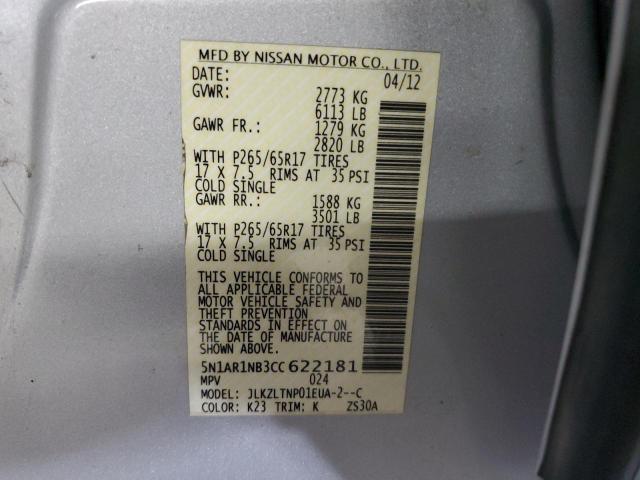 MFD BY NISSAN MOTOR CO., LTD.
DATE: 04/12
GVWR: 2773 KG
6113 LB
GAWR FR.: 1279 KG
2820 LB
WITH P265/65R17 TIRES
17 X 7.5 RIMS AT 35 PSI
COLD SINGLE
GAWR RR.: 1588 KG
3501 LB
WITH P265/65R17 TIRES
17 X 7.5 RIMS AT 35 PSI
COLD SINGLE
THIS VEHICLE CONFORMS TO
ALL APPLICABLE FEDERAL
MOTOR VEHICLE SAFETY AND
THEFT PREVENTION
STANDARDS IN EFFECT ON
THE DATE OF MANUFACTURE
SHOWN ABOVE.
5N1AR1NB3CC622181
MPV 024
MODEL: JLKZLTNP01EUA-2--C
COLOR: K23 TRIM: K ZS30A